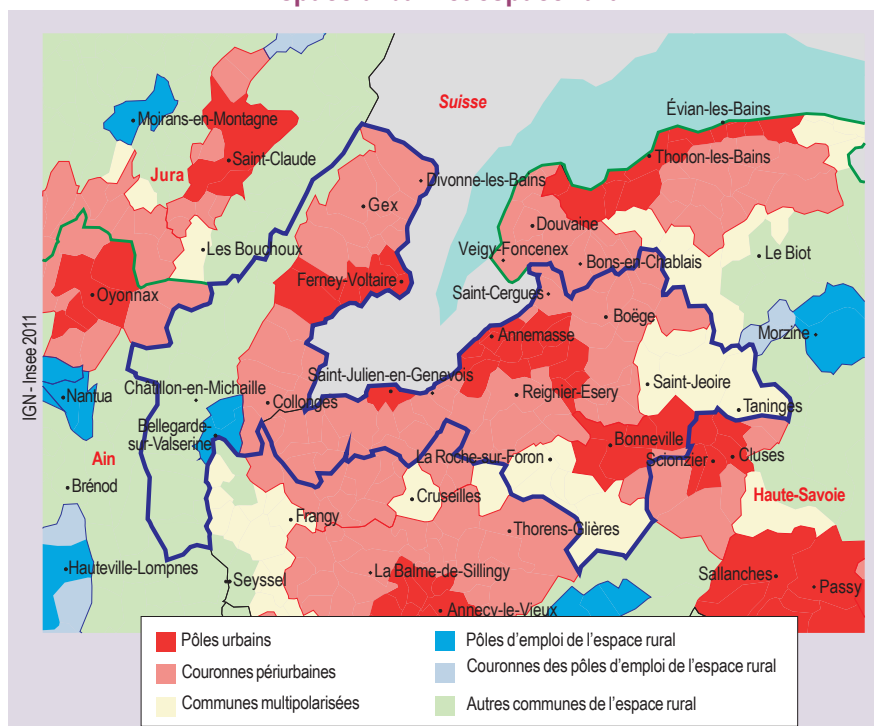 Suisse
Évian-les-Bains
Moirans-en-Montagne
Thonon-les-Bains
Saint-Claude
Jura
Divonne-les-Bains
Gex
Douvaine
Les Bouchoux
Veigy-Foncenex
Le Biot
Bons-en-Chablais
Ferney-Voltaire
Saint-Cergues
Oyonnax
Boëge
Annemasse
Morzine
Saint-Julien-en-Genevois
Saint-Jeoire
Châtillon-en-Michaille
Nantua
Collonges
Reignier-Ésery
Taninges
Bellegarde-
sur-Valserine
Bonneville
Ain
La Roche-sur-Foron
Scionzier
Cluses
Brénod
Cruseilles
Haute-Savoie
Frangy
Thorens-Glières
Hauteville-Lompnes
Seyssel
La Balme-de-Sillingy
Sallanches
Passy
Annecy-le-Vieux
IGN - Insee 2011
Pôles urbains
Couronnes périurbaines
Communes multipolarisées
Pôles d'emploi de l'espace rural
Couronnes des pôles d'emploi de l'espace rural
Autres communes de l'espace rural